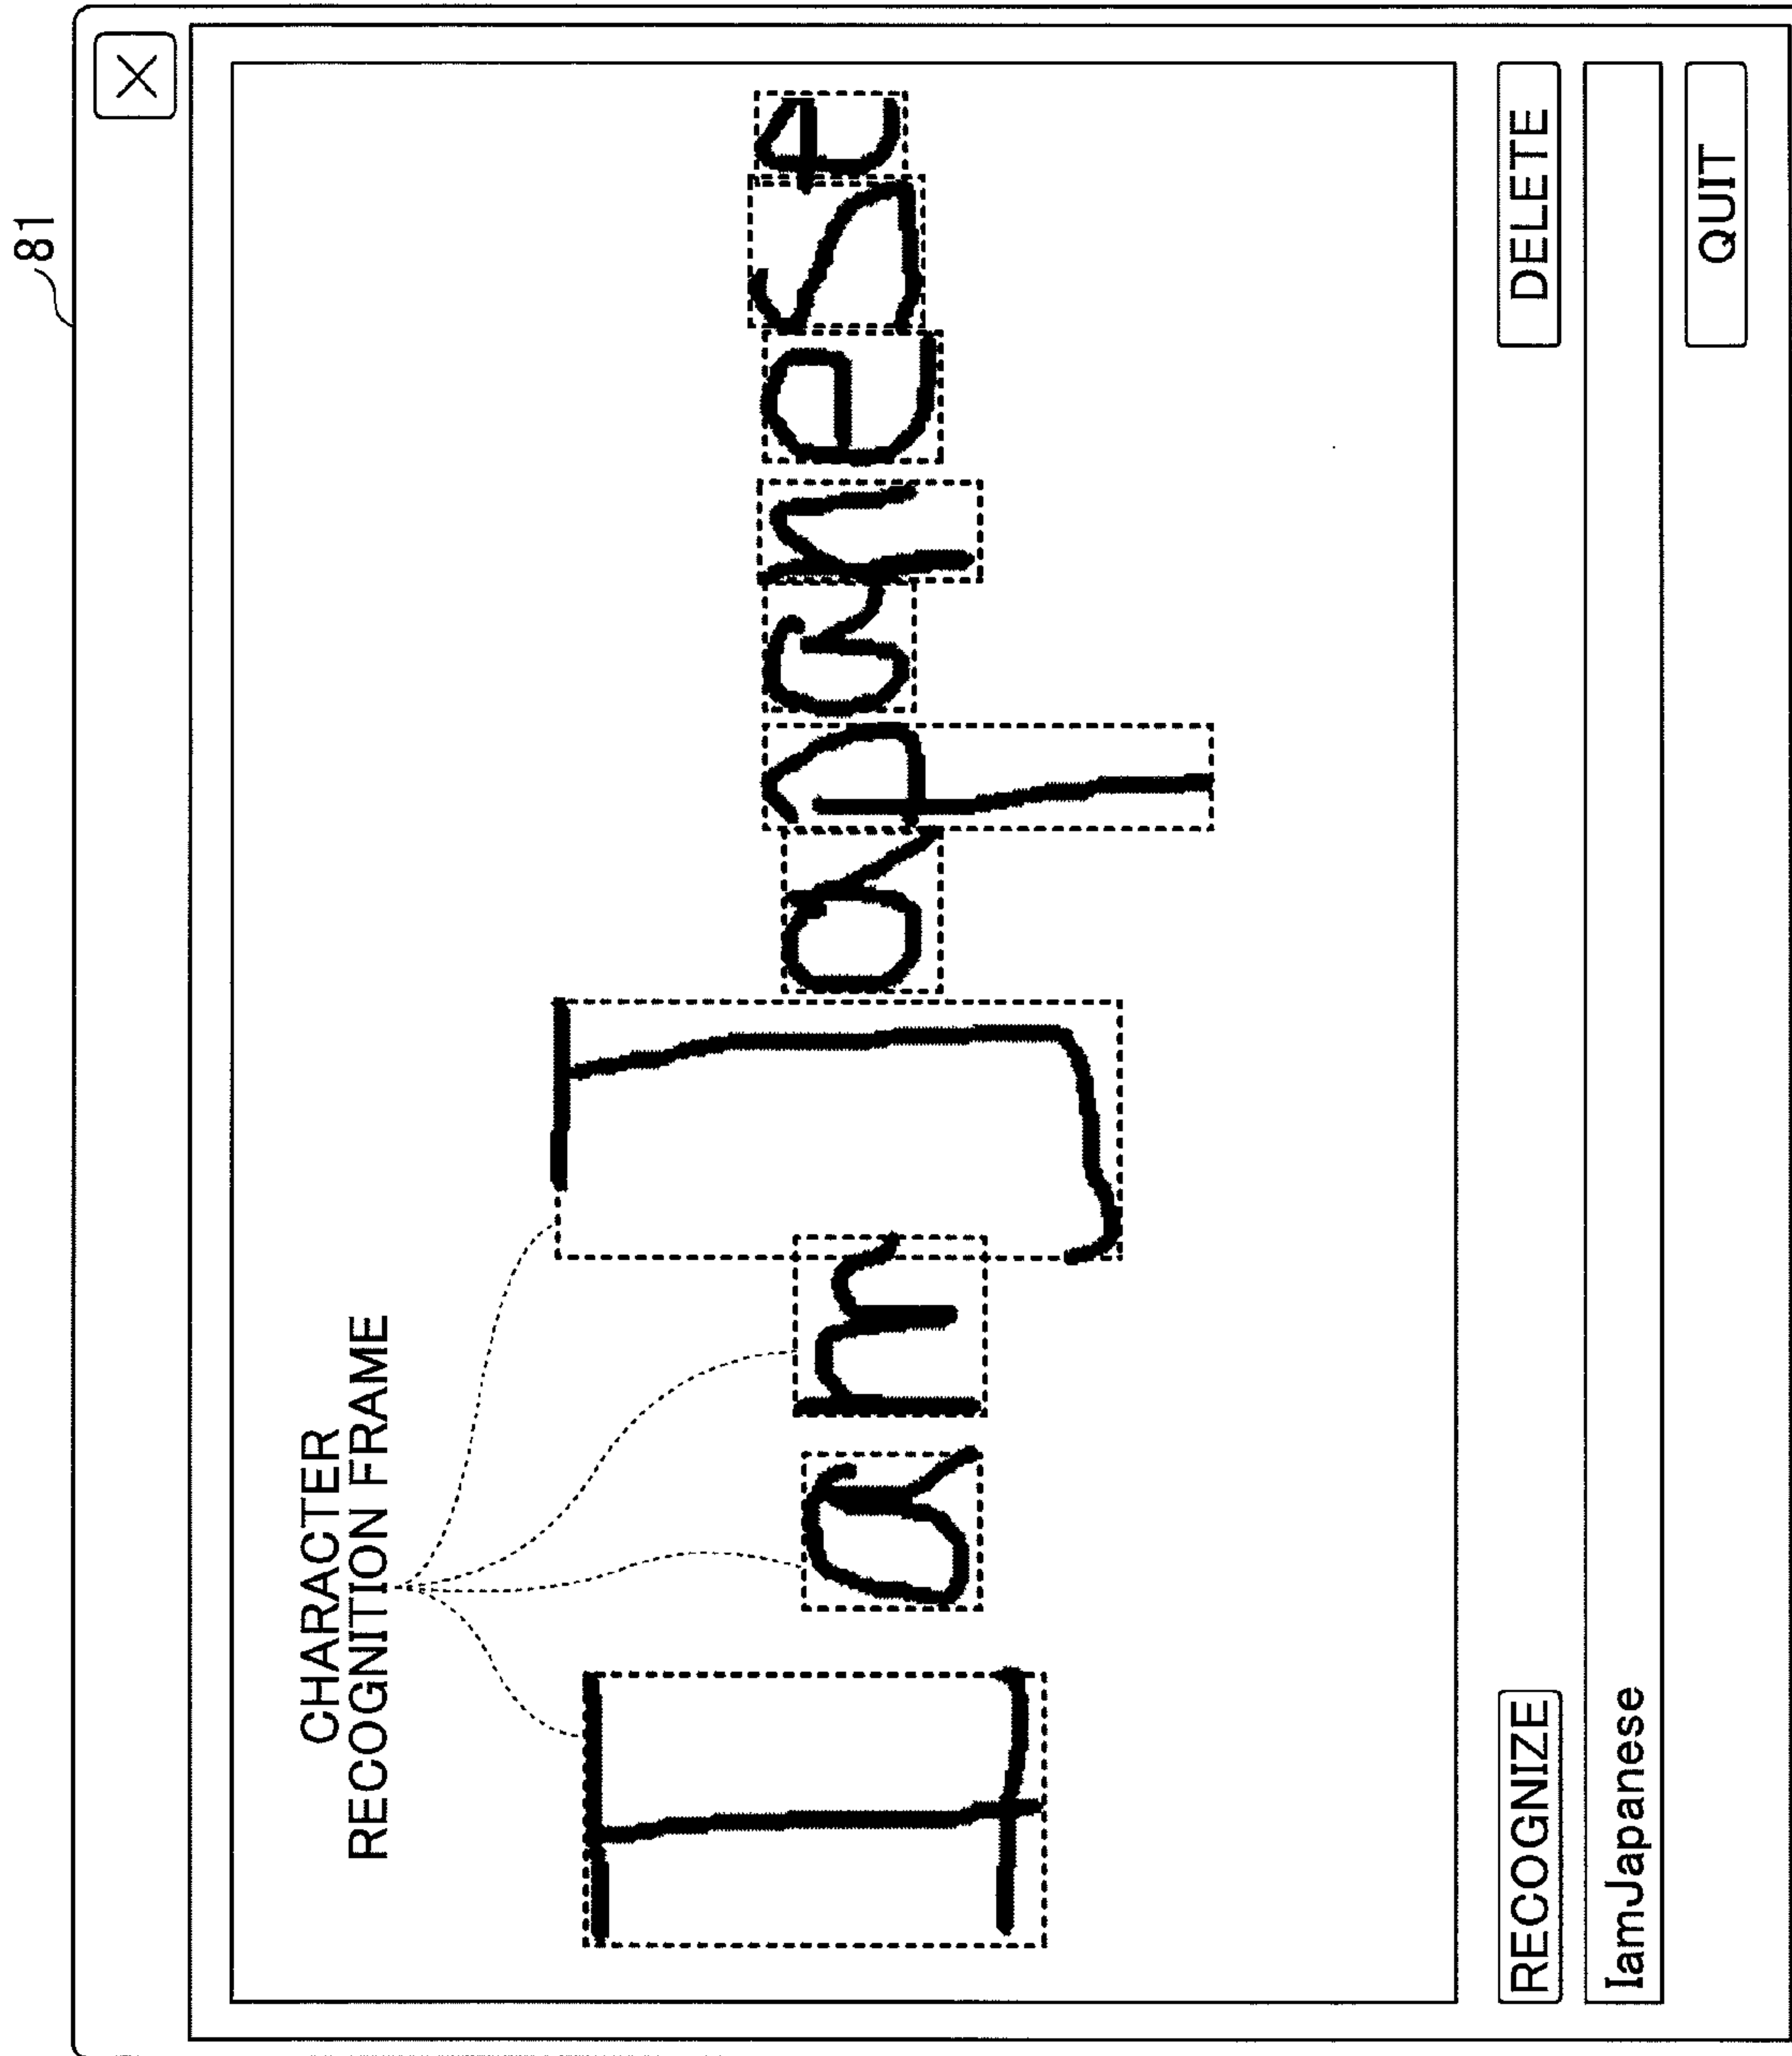 81
CHARACTER
RECOGNITION FRAME
I am Japanese
RECOGNIZE DELETE
IamJapanese
QUIT